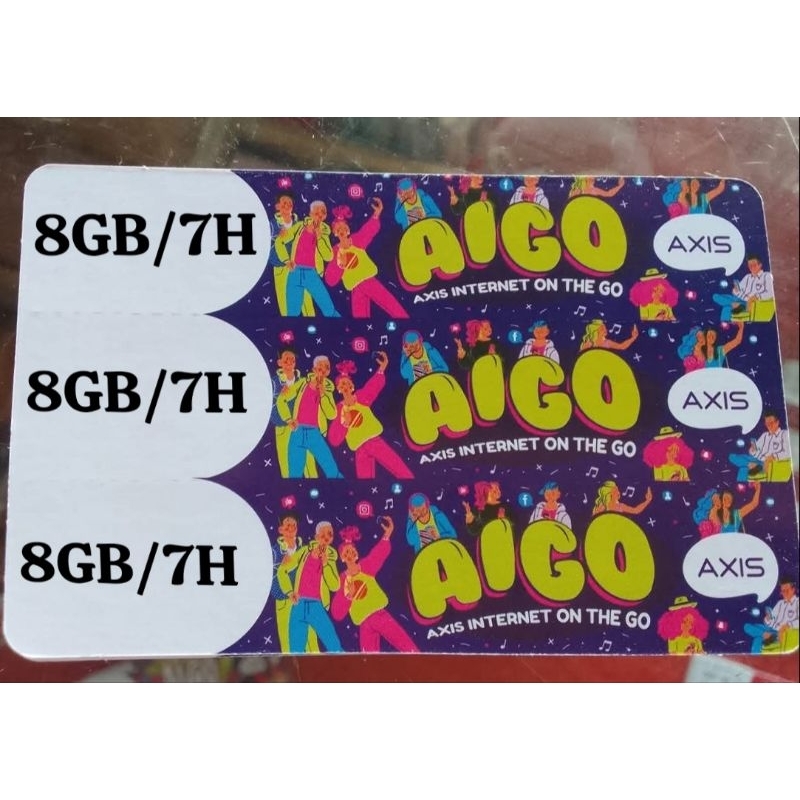 8GB/7H
AIGO
AXIS INTERNET ON THE GO
AXIS
8GB/7H
AIGO
AXIS INTERNET ON THE GO
AXIS
8GB/7H
AIGO
AXIS INTERNET ON THE GO
AXIS